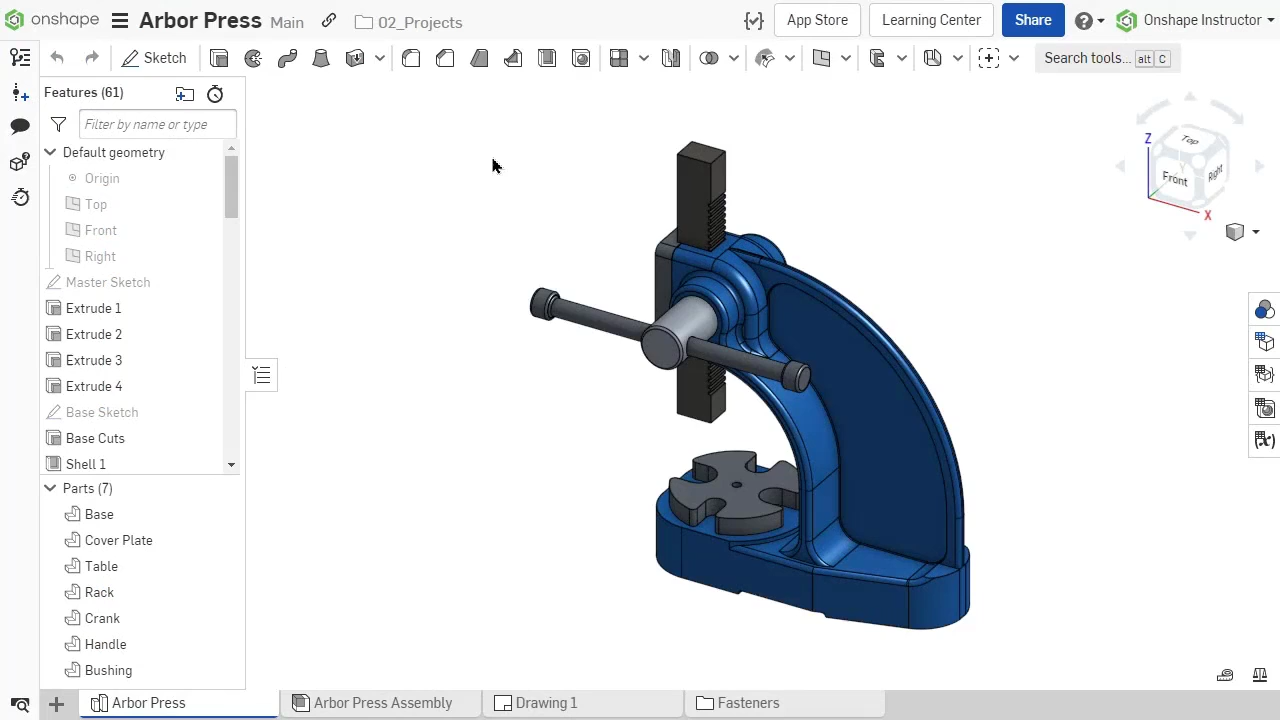 onshape Arbor Press Main 02_Projects App Store Learning Center Share Onshape Instructor
Sketch Search tools... alt C
Features (61)
Filter by name or type
Default geometry
Origin
Top
Front
Right
Master Sketch
Extrude 1
Extrude 2
Extrude 3
Extrude 4
Base Sketch
Base Cuts
Shell 1
Parts (7)
Base
Cover Plate
Table
Rack
Crank
Handle
Bushing
Z
Top
Front
Y
Right
X
(x)
Arbor Press Arbor Press Assembly Drawing 1 Fasteners